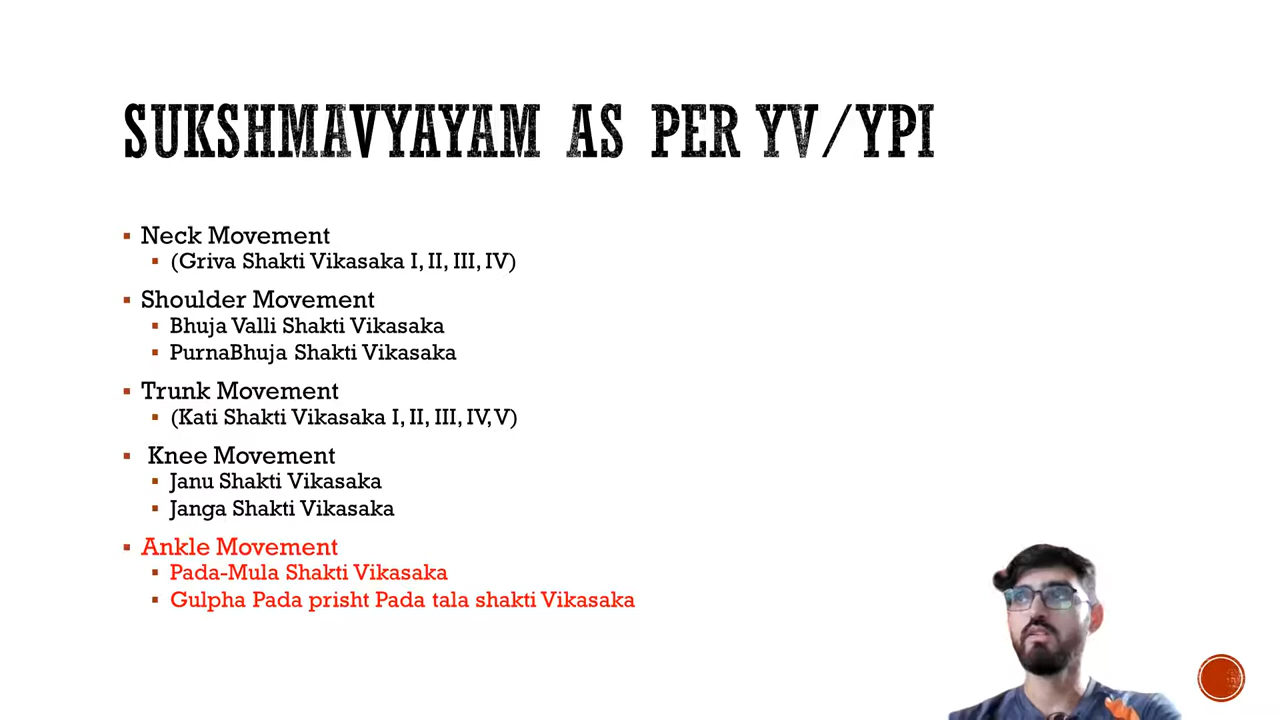 SUKSHMAVYAYAM AS PER YV/YPI
Neck Movement
(Griva Shakti Vikasaka I, II, III, IV)
Shoulder Movement
Bhuja Valli Shakti Vikasaka
PurnaBhuja Shakti Vikasaka
Trunk Movement
(Kati Shakti Vikasaka I, II, III, IV, V)
Knee Movement
Janu Shakti Vikasaka
Janga Shakti Vikasaka
Ankle Movement
Pada-Mula Shakti Vikasaka
Gulpha Pada prisht Pada tala shakti Vikasaka